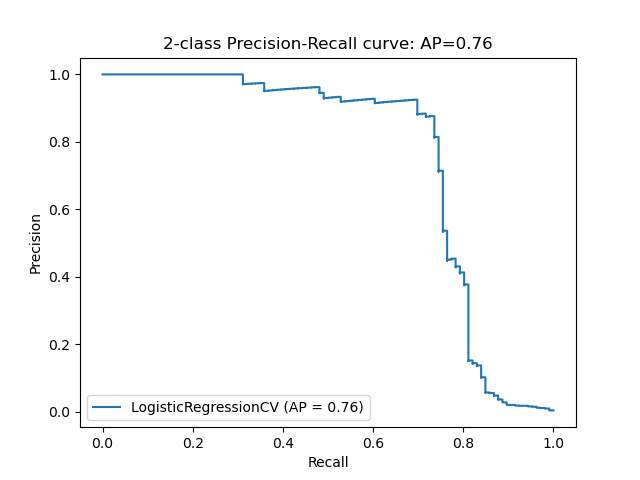 2-class Precision-Recall curve: AP=0.76
1.0
0.8
0.6
0.4
0.2
0.0
Precision
LogisticRegressionCV (AP = 0.76)
0.0 0.2 0.4 0.6 0.8 1.0
Recall